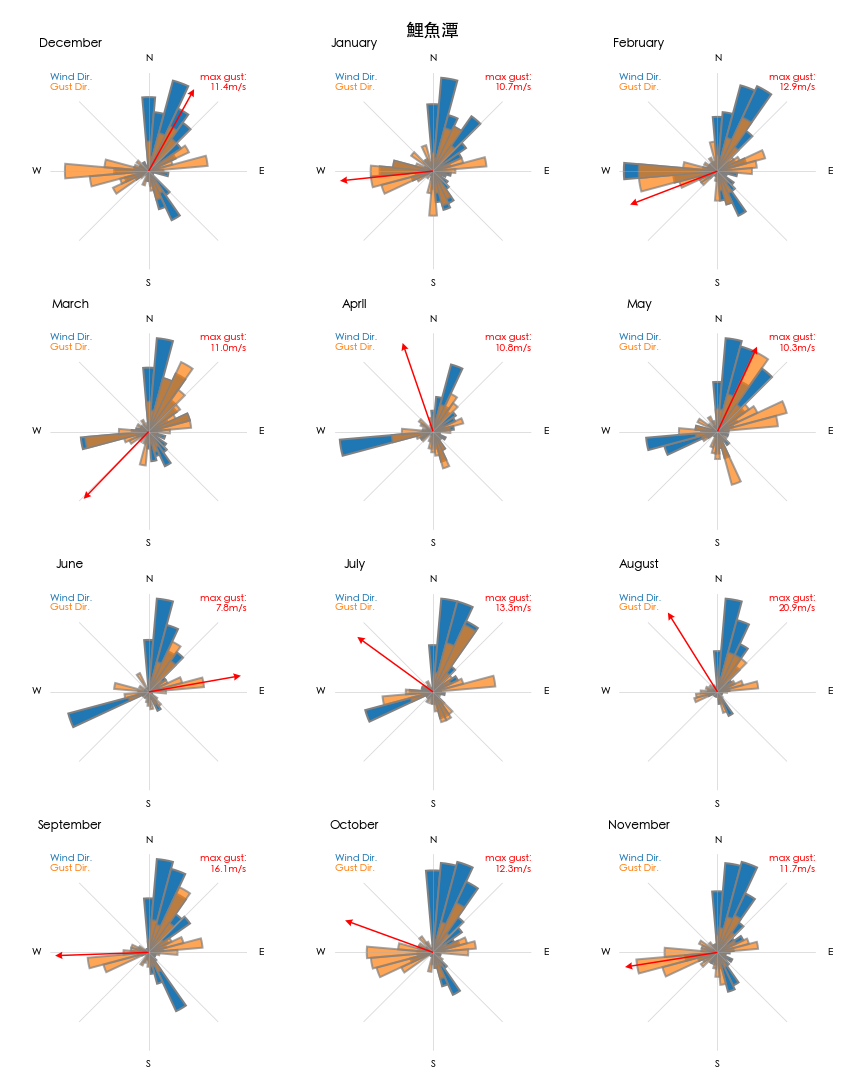 鯉魚潭
December
N
Wind Dir.
Gust Dir.
max gust:
11.4m/s
W
E
S
January
N
Wind Dir.
Gust Dir.
max gust:
10.7m/s
W
E
S
February
N
Wind Dir.
Gust Dir.
max gust:
12.9m/s
W
E
S
March
N
Wind Dir.
Gust Dir.
max gust:
11.0m/s
W
E
S
April
N
Wind Dir.
Gust Dir.
max gust:
10.8m/s
W
E
S
May
N
Wind Dir.
Gust Dir.
max gust:
10.3m/s
W
E
S
June
N
Wind Dir.
Gust Dir.
max gust:
7.8m/s
W
E
S
July
N
Wind Dir.
Gust Dir.
max gust:
13.3m/s
W
E
S
August
N
Wind Dir.
Gust Dir.
max gust:
20.9m/s
W
E
S
September
N
Wind Dir.
Gust Dir.
max gust:
16.1m/s
W
E
S
October
N
Wind Dir.
Gust Dir.
max gust:
12.3m/s
W
E
S
November
N
Wind Dir.
Gust Dir.
max gust:
11.7m/s
W
E
S